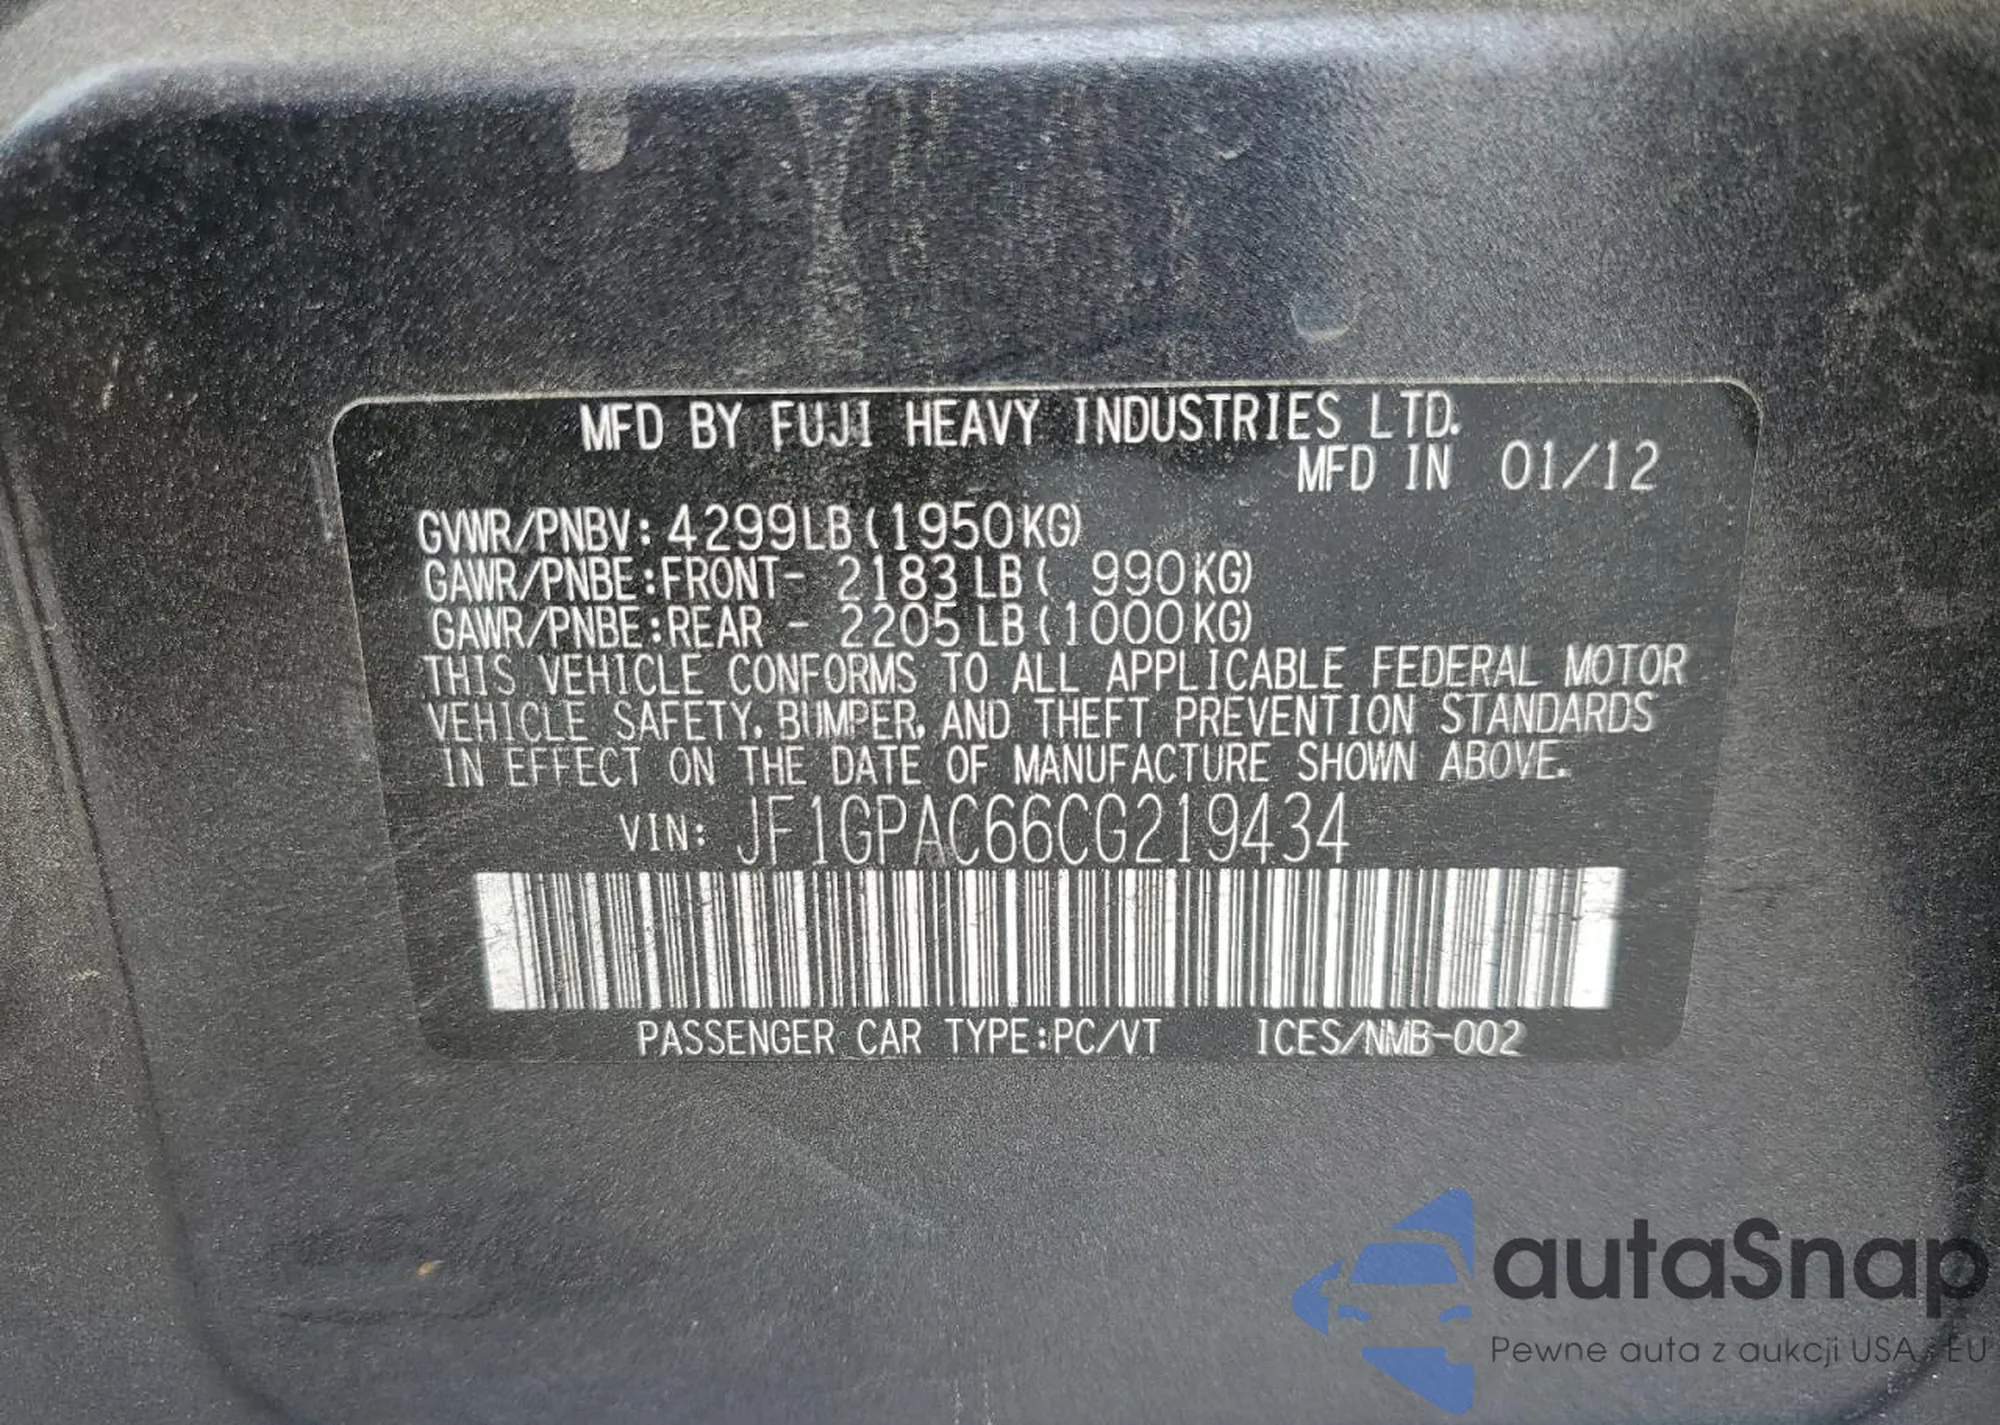 MFD BY FUJI HEAVY INDUSTRIES LTD.
MFD IN 01/12
GVWR/PNBV: 4299LB(1950KG)
GAWR/PNBE:FRONT- 2183LB( 990KG)
GAWR/PNBE:REAR - 2205LB(1000KG)
THIS VEHICLE CONFORMS TO ALL APPLICABLE FEDERAL MOTOR
VEHICLE SAFETY, BUMPER, AND THEFT PREVENTION STANDARDS
IN EFFECT ON THE DATE OF MANUFACTURE SHOWN ABOVE.
VIN: JF1GPAC66CG219434
PASSENGER CAR TYPE:PC/VT ICES/NMB-002
autaSnap
Pewne auta z aukcji USA i EU